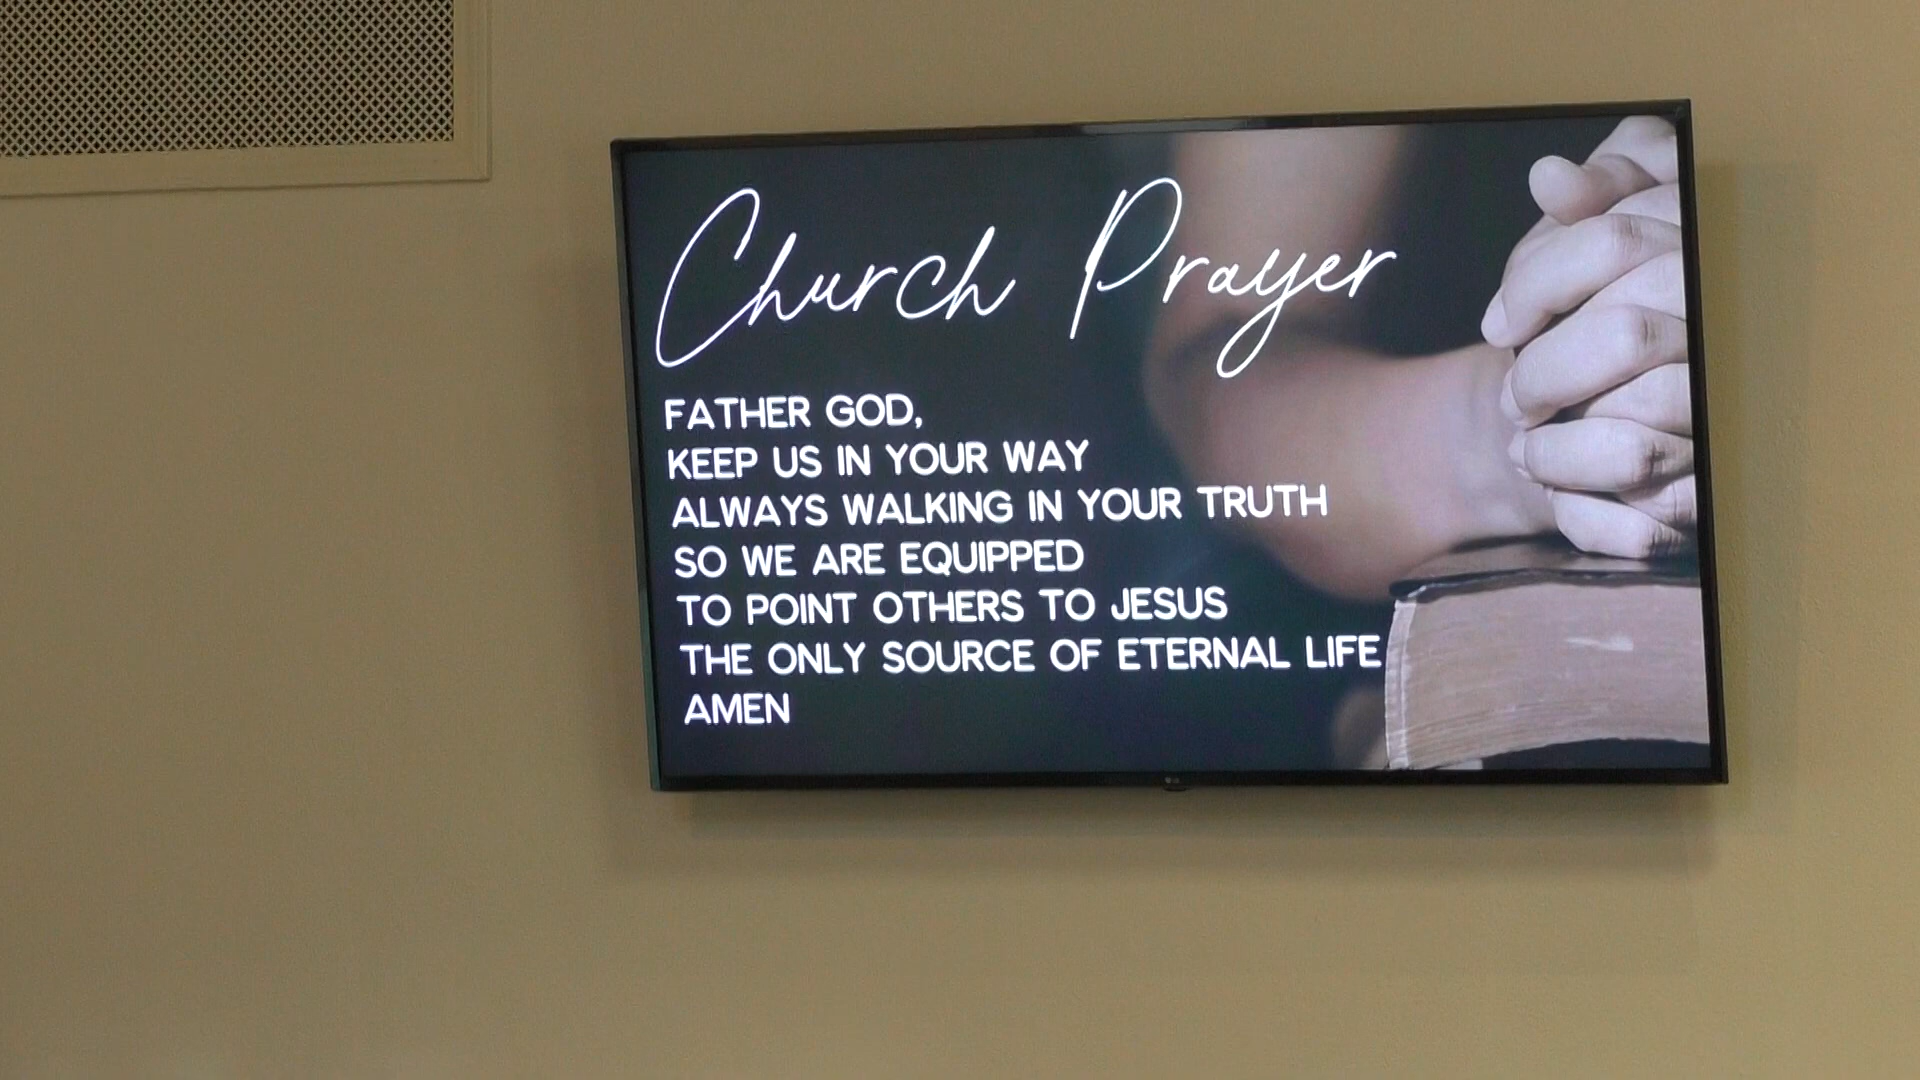 Church Prayer
FATHER GOD,
KEEP US IN YOUR WAY
ALWAYS WALKING IN YOUR TRUTH
SO WE ARE EQUIPPED
TO POINT OTHERS TO JESUS
THE ONLY SOURCE OF ETERNAL LIFE
AMEN